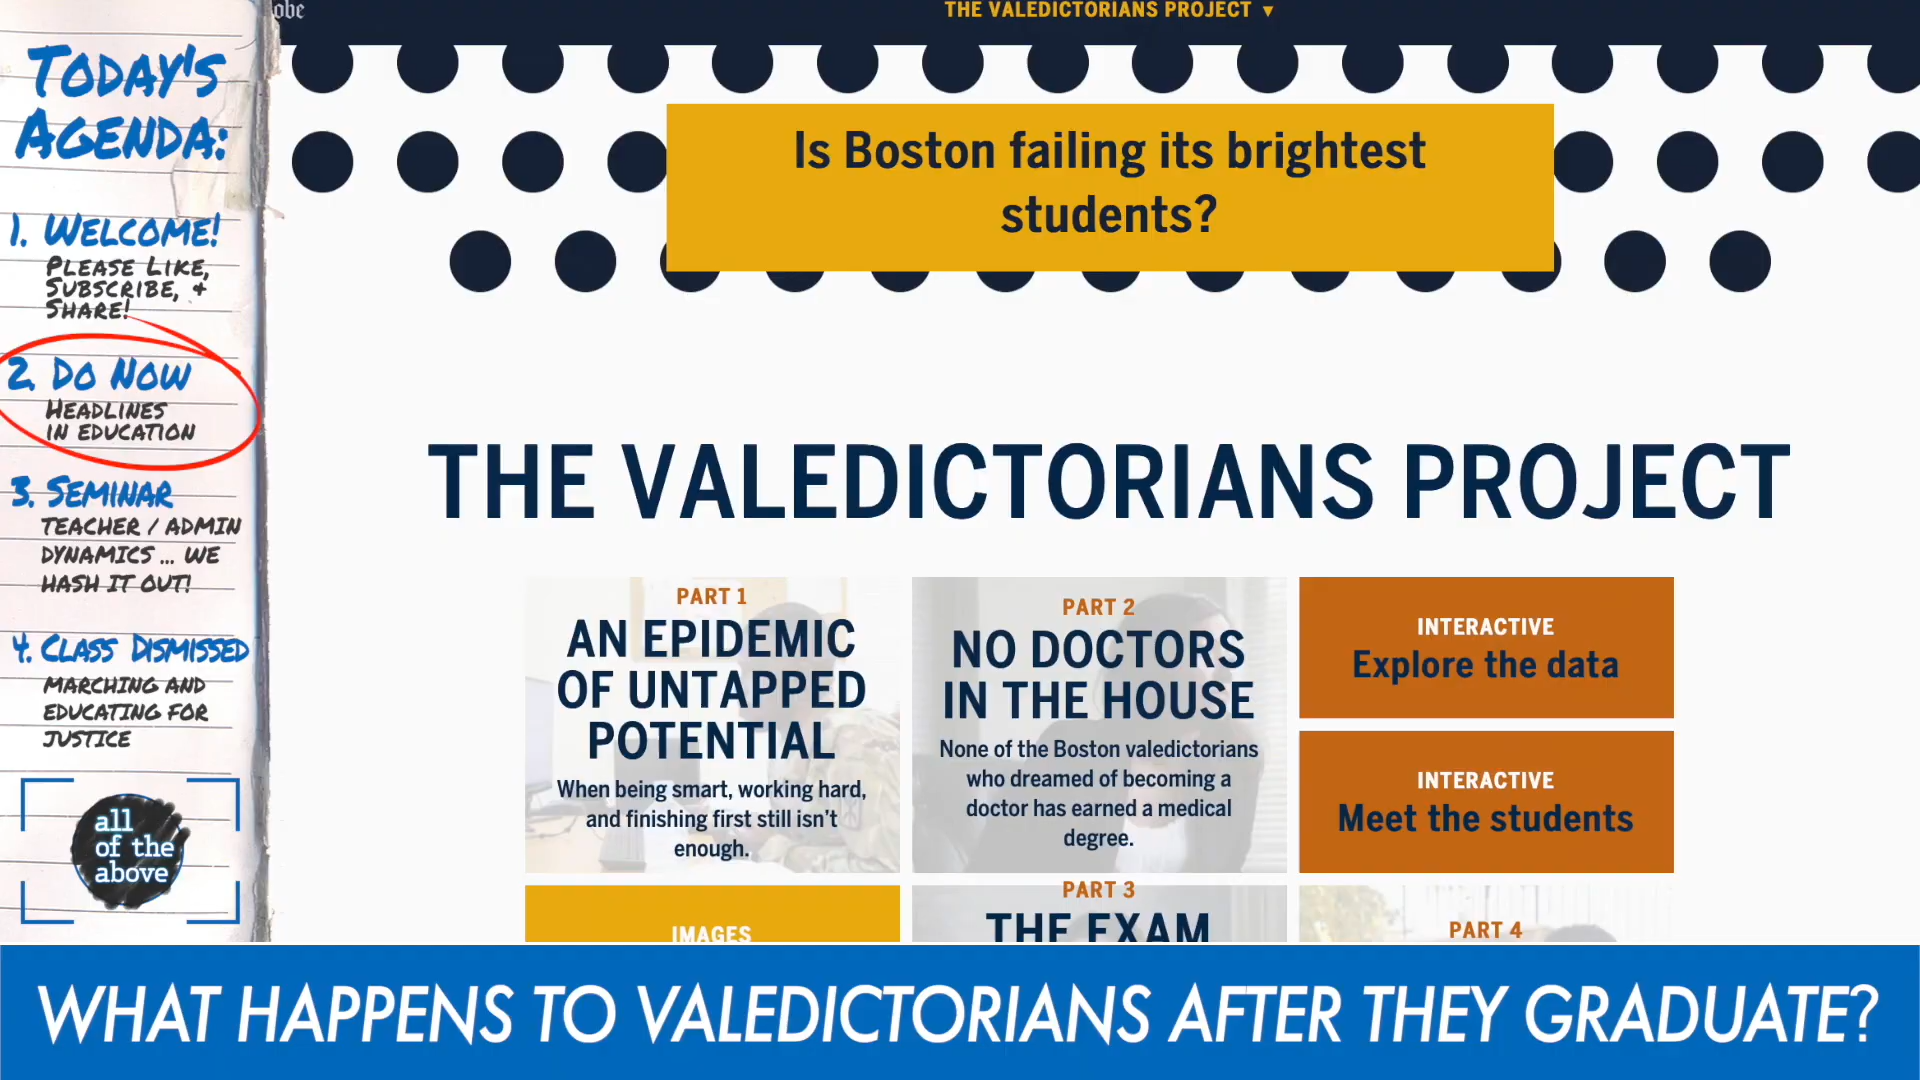 obe
THE VALEDICTORIANS PROJECT ▼
TODAY'S
AGENDA:
1. WELCOME!
PLEASE LIKE,
SUBSCRIBE, +
SHARE!
2. DO NOW
HEADLINES
IN EDUCATION
3. SEMINAR
TEACHER / ADMIN
DYNAMICS ... WE
HASH IT OUT!
4. CLASS DISMISSED
MARCHING AND
EDUCATING FOR
JUSTICE
all
of the
above
Is Boston failing its brightest
students?
THE VALEDICTORIANS PROJECT
PART 1
AN EPIDEMIC
OF UNTAPPED
POTENTIAL
When being smart, working hard,
and finishing first still isn't
enough.
PART 2
NO DOCTORS
IN THE HOUSE
None of the Boston valedictorians
who dreamed of becoming a
doctor has earned a medical
degree.
INTERACTIVE
Explore the data
INTERACTIVE
Meet the students
IMAGES
PART 3
THE EXAM
PART 4
WHAT HAPPENS TO VALEDICTORIANS AFTER THEY GRADUATE?